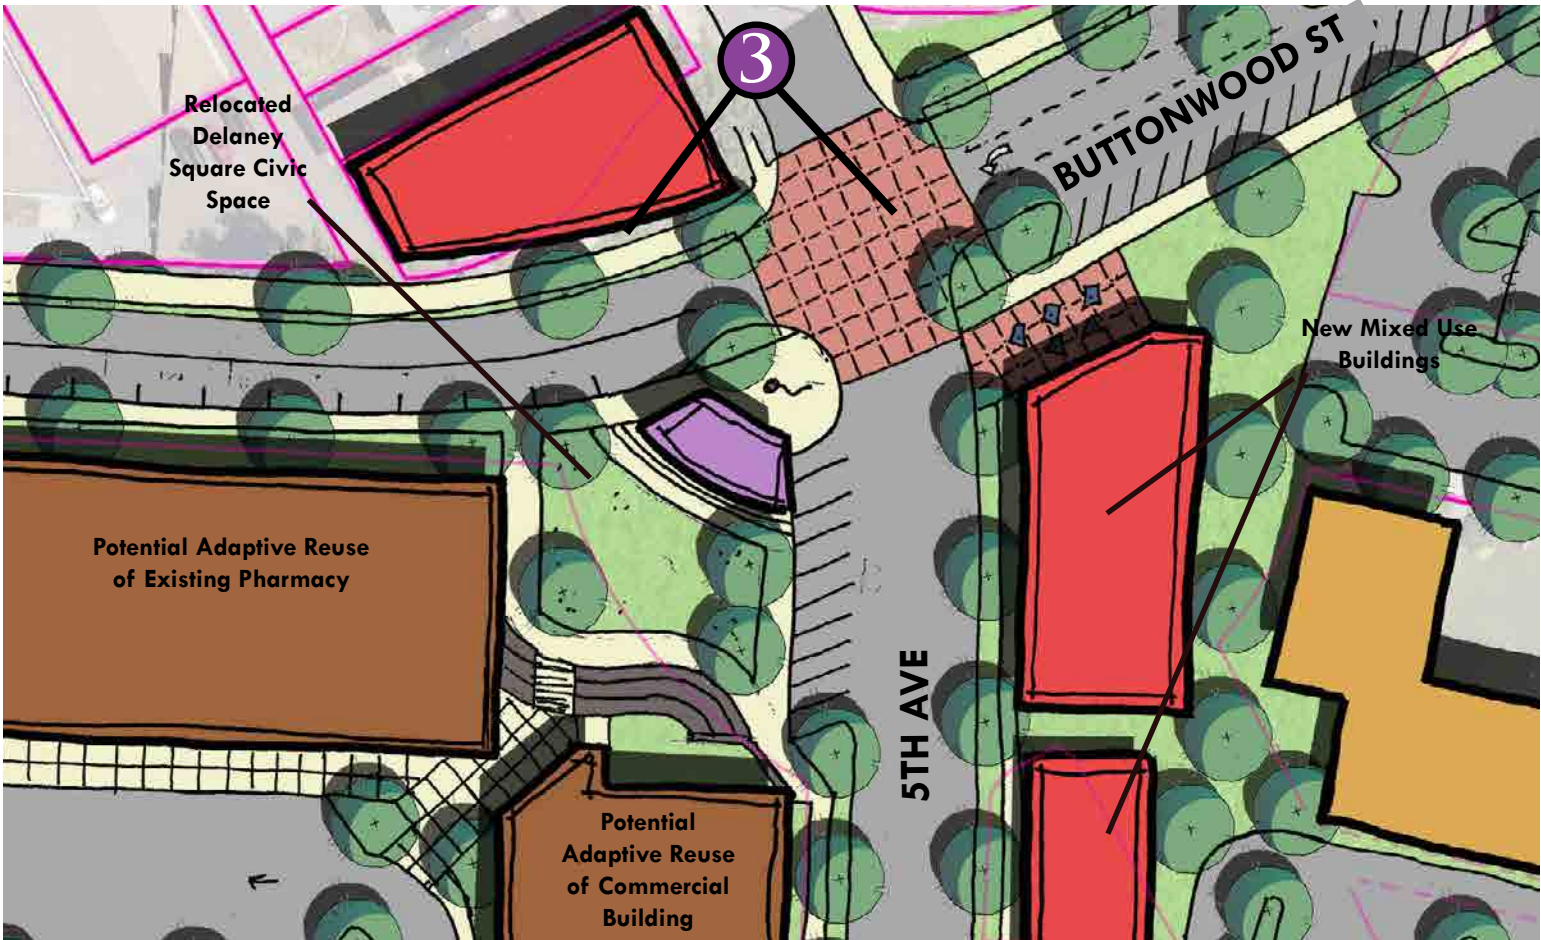 3
BUTTONWOOD ST
Relocated
Delaney
Square Civic
Space
New Mixed Use
Buildings
Potential Adaptive Reuse
of Existing Pharmacy
5TH AVE
Potential
Adaptive Reuse
of Commercial
Building